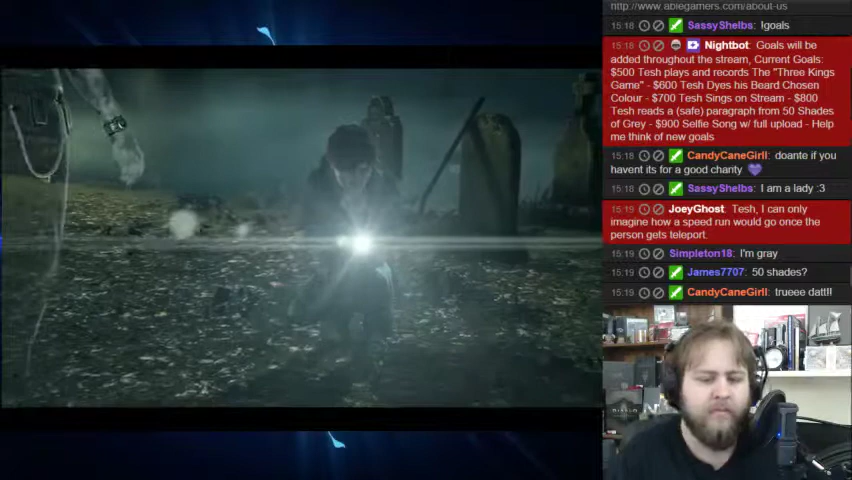 http://www.ablegamers.com/about-us
15:18 SassyShelbs: !goals
15:18 Nightbot: Goals will be
added throughout the stream, Current Goals:
$500 Tesh plays and records The "Three Kings
Game" - $600 Tesh Dyes his Beard Chosen
Colour - $700 Tesh Sings on Stream - $800
Tesh reads a (safe) paragraph from 50 Shades
of Grey - $900 Selfie Song w/ full upload - Help
me think of new goals
15:18 CandyCaneGirll: doante if you
havent its for a good charity
15:18 SassyShelbs: I am a lady :3
15:19 JoeyGhost: Tesh, I can only
imagine how a speed run would go once the
person gets teleport.
15:19 Simpleton18: I'm gray
15:19 James7707: 50 shades?
15:19 CandyCaneGirll: trueee datt!!
DIABLO